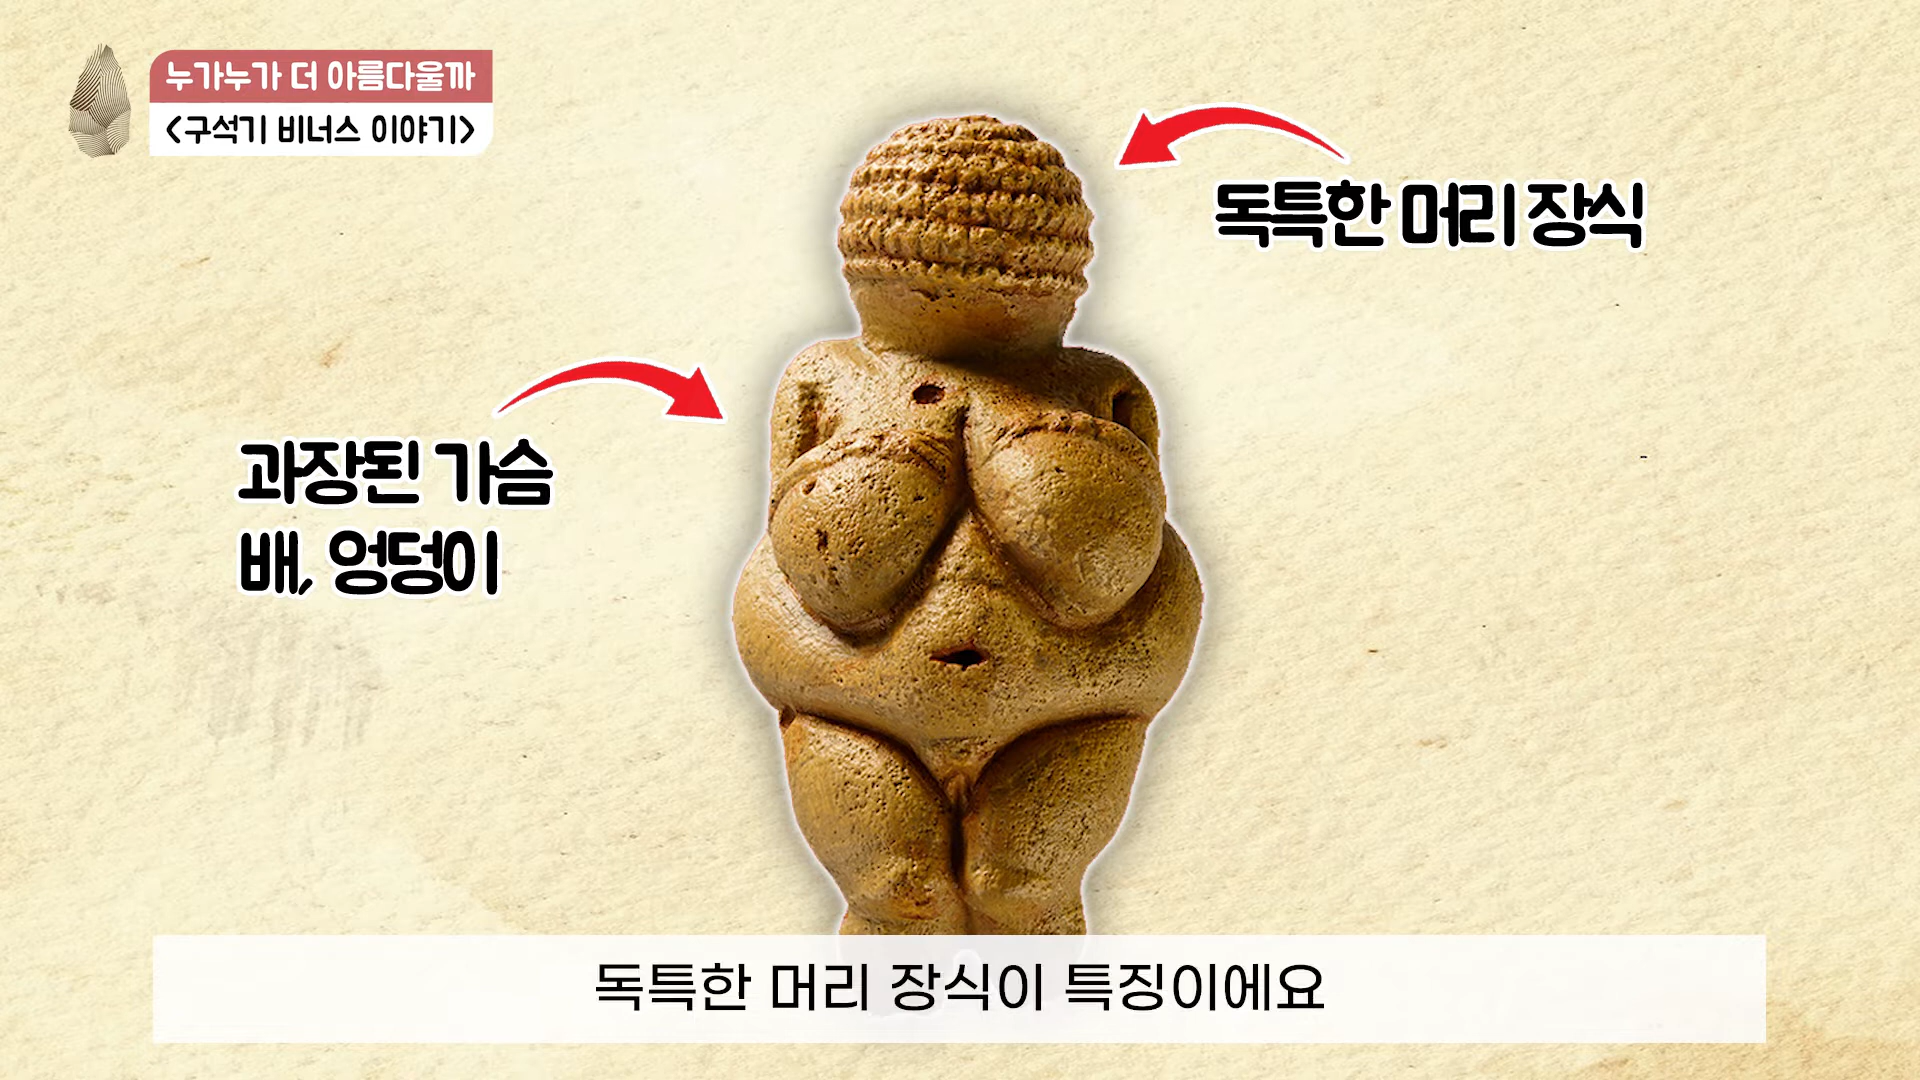 누가누가 더 아름다울까
<구석기 비너스 이야기>
독특한 머리 장식
과장된 가슴
배, 엉덩이
독특한 머리 장식이 특징이에요